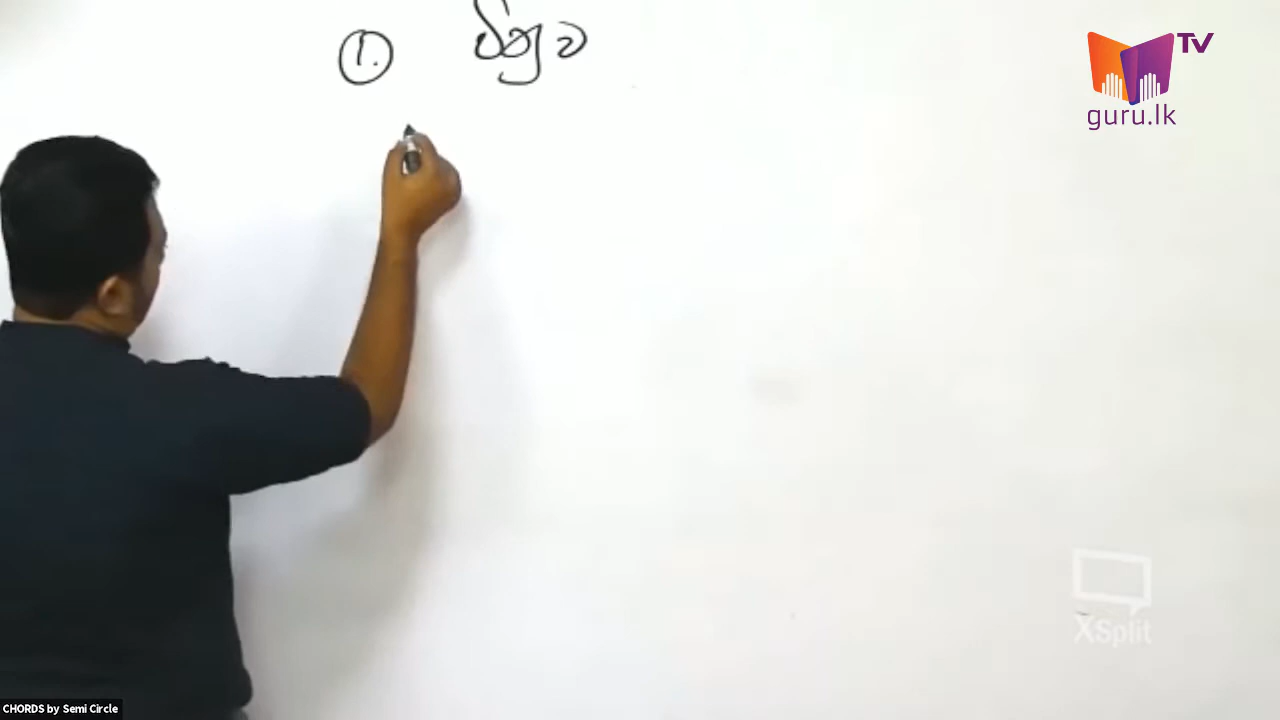 1. විත්‍රව
TV
guru.lk
XSplit
CHORDS by Semi Circle